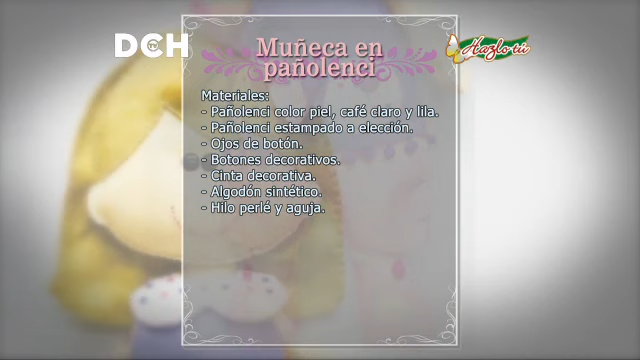 DCH
TV
Hazlo tú
Muñeca en
pañolenci
Materiales:
- Pañolenci color piel, café claro y lila.
- Pañolenci estampado a elección.
- Ojos de botón.
- Botones decorativos.
- Cinta decorativa.
- Algodón sintético.
- Hilo perlé y aguja.